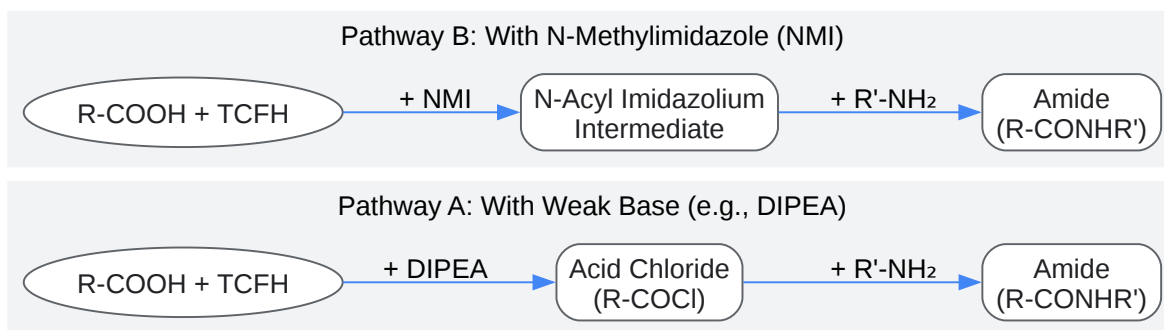 Pathway B: With N-Methylimidazole (NMI)
R-COOH + TCFH
+ NMI
N-Acyl Imidazolium
Intermediate
+ R'-NH₂
Amide
(R-CONHR')
Pathway A: With Weak Base (e.g., DIPEA)
R-COOH + TCFH
+ DIPEA
Acid Chloride
(R-COCl)
+ R'-NH₂
Amide
(R-CONHR')